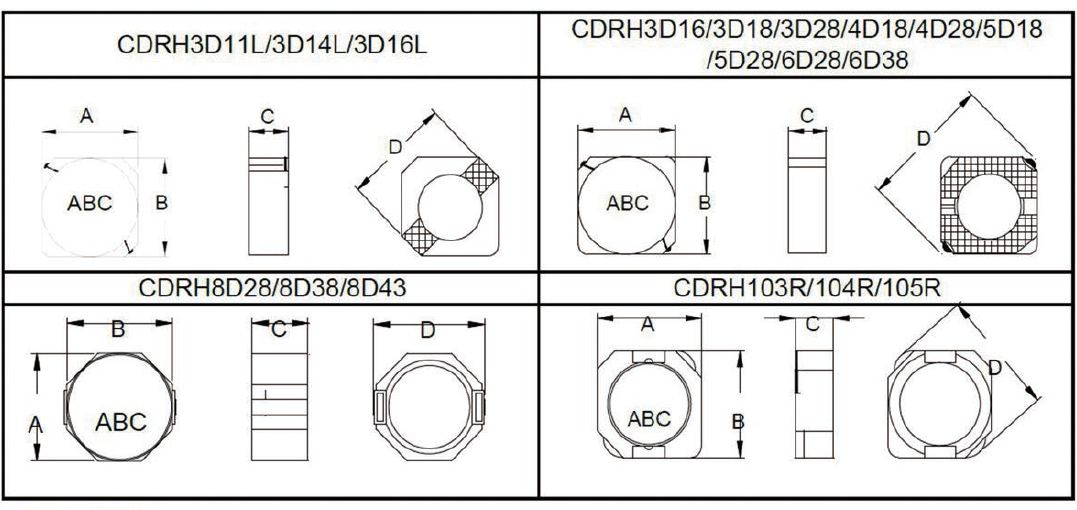 CDRH3D11L/3D14L/3D16L
CDRH3D16/3D18/3D28/4D18/4D28/5D18
/5D28/6D28/6D38
A
C
D
ABC
B
A
C
D
ABC
B
CDRH8D28/8D38/8D43
CDRH103R/104R/105R
B
C
D
A
ABC
A
C
D
ABC
B